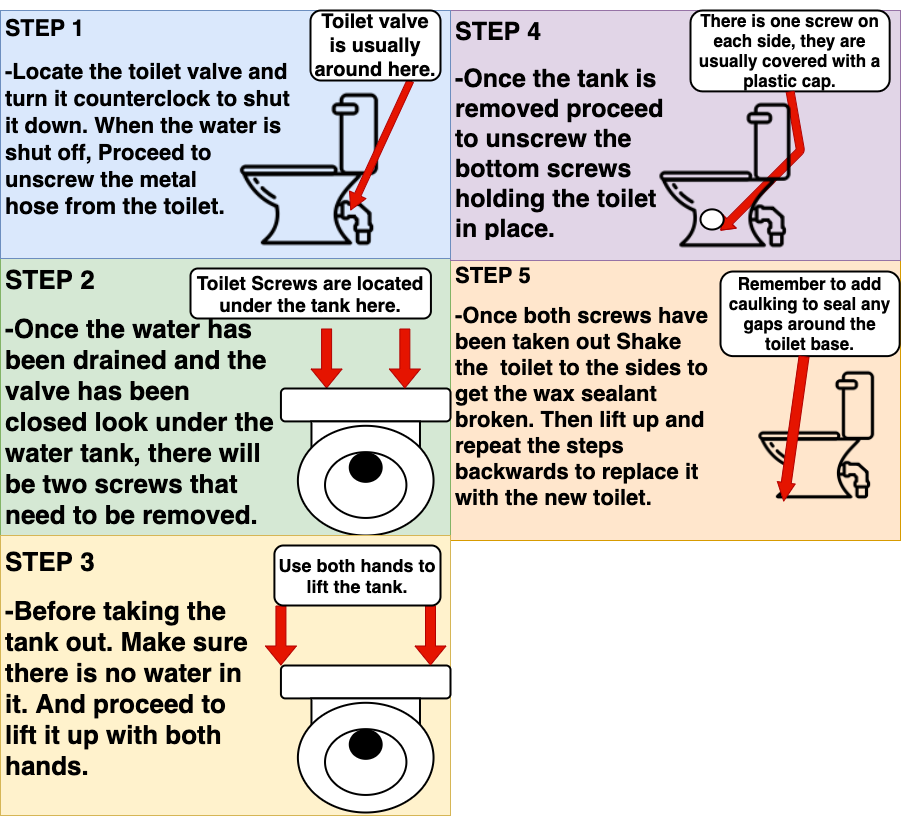 STEP 1
-Locate the toilet valve and
turn it counterclock to shut
it down. When the water is
shut off, Proceed to
unscrew the metal
hose from the toilet.
Toilet valve
is usually
around here.
STEP 2
Toilet Screws are located
under the tank here.
-Once the water has
been drained and the
valve has been
closed look under the
water tank, there will
be two screws that
need to be removed.
STEP 3
Use both hands to
lift the tank.
-Before taking the
tank out. Make sure
there is no water in
it. And proceed to
lift it up with both
hands.
STEP 4
There is one screw on
each side, they are
usually covered with a
plastic cap.
-Once the tank is
removed proceed
to unscrew the
bottom screws
holding the toilet
in place.
STEP 5
Remember to add
caulking to seal any
gaps around the
toilet base.
-Once both screws have
been taken out Shake
the  toilet to the sides to
get the wax sealant
broken. Then lift up and
repeat the steps
backwards to replace it
with the new toilet.